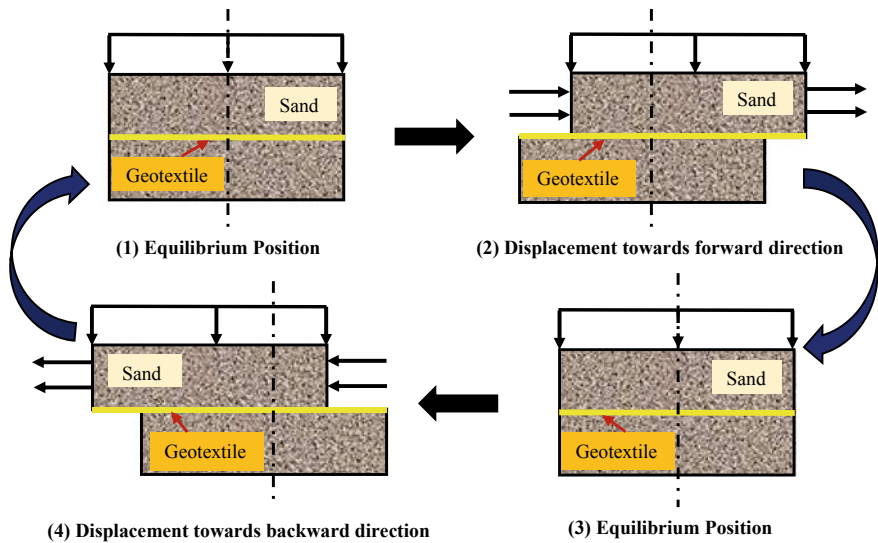 Sand
Geotextile
(1) Equilibrium Position
Sand
Geotextile
(2) Displacement towards forward direction
Sand
Geotextile
(3) Equilibrium Position
Sand
Geotextile
(4) Displacement towards backward direction